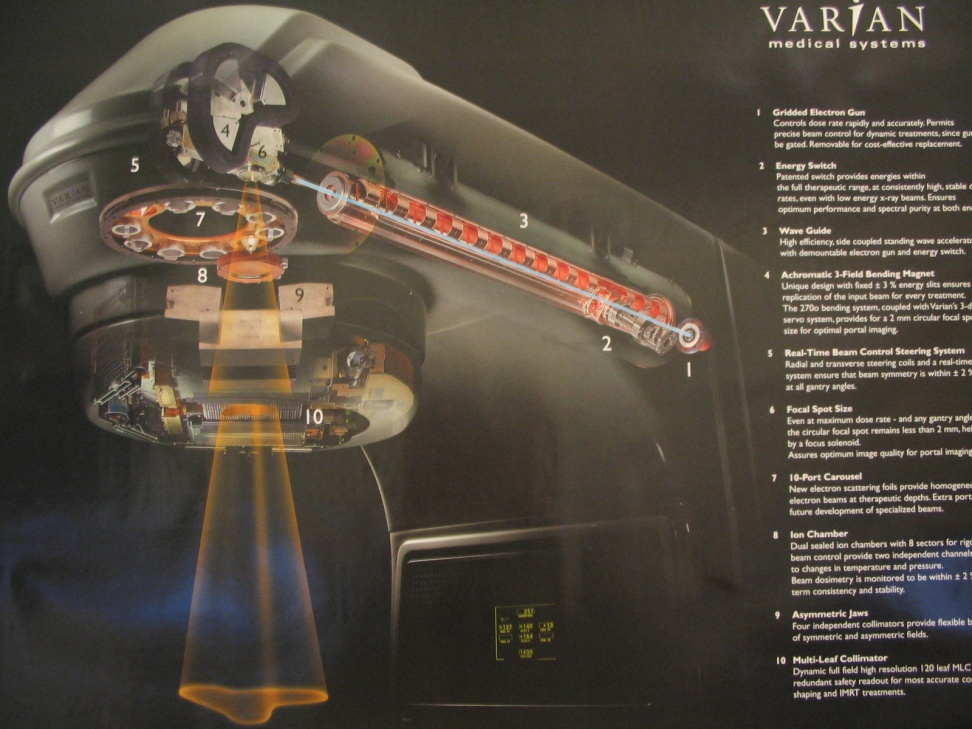 VARIAN
medical systems
VARIAN
4
6
5
7
8
9
10
3
2
1
1 Gridded Electron Gun
Controls dose rate rapidly and accurately. Permits
precise beam control for dynamic treatments, since
be gated. Removable for cost-effective replacement.
2 Energy Switch
Patented switch provides energies within
the full therapeutic range, at consistently high, stable
rates, even with low energy x-ray beams. Ensures
optimum performance and spectral purity at both
3 Wave Guide
High efficiency, side coupled standing wave
with demountable electron gun and energy switch.
4 Achromatic 3-Field Bending Magnet
Unique design with fixed ± 3 % energy slits ensures
replication of the input beam for every treatment.
The 270o bending system, coupled with Varian's
servo system, provides for a 2 mm circular focal
size for optimal portal imaging.
5 Real-Time Beam Control Steering System
Radial and transverse steering coils and a real-time
system ensure that beam symmetry is within ± 2
at all gantry angles.
6 Focal Spot Size
Even at maximum dose rate - and any gantry
the circular focal spot remains less than 2 mm,
by a focus solenoid.
Assures optimum image quality for portal imaging
7 10-Port Carousel
New electron scattering foils provide
electron beams at therapeutic depths. Extra
future development of specialized beams.
8 Ion Chamber
Dual sealed ion chambers with 8 sectors for
beam control provide two independent channels
to changes in temperature and pressure.
Beam dosimetry is monitored to be within ± 2
term consistency and stability.
9 Asymmetric Jaws
Four independent collimators provide flexible
of symmetric and asymmetric fields.
10 Multi-Leaf Collimator
Dynamic full field high resolution 120 leaf MLC
redundant safety readout for most accurate
shaping and IMRT treatments.